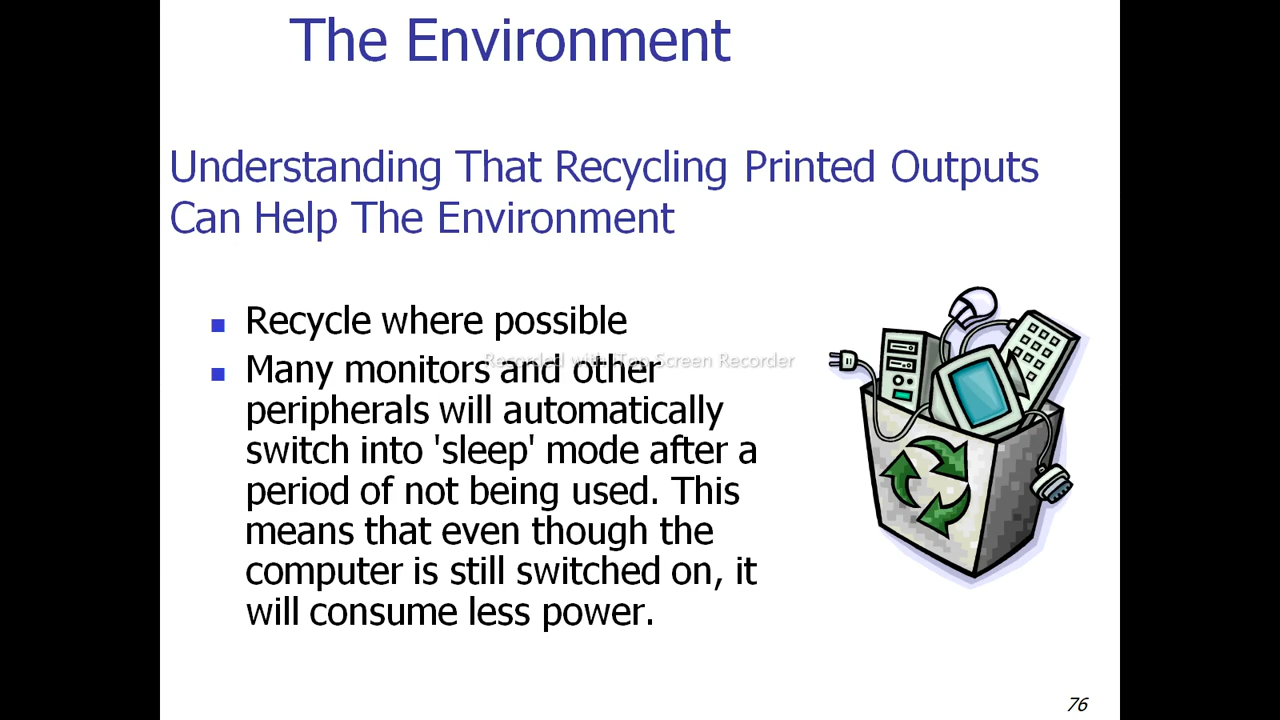 The Environment
Understanding That Recycling Printed Outputs
Can Help The Environment
Recycle where possible
Recorded with iTop Screen Recorder
Many monitors and other
peripherals will automatically
switch into 'sleep' mode after a
period of not being used. This
means that even though the
computer is still switched on, it
will consume less power.
76